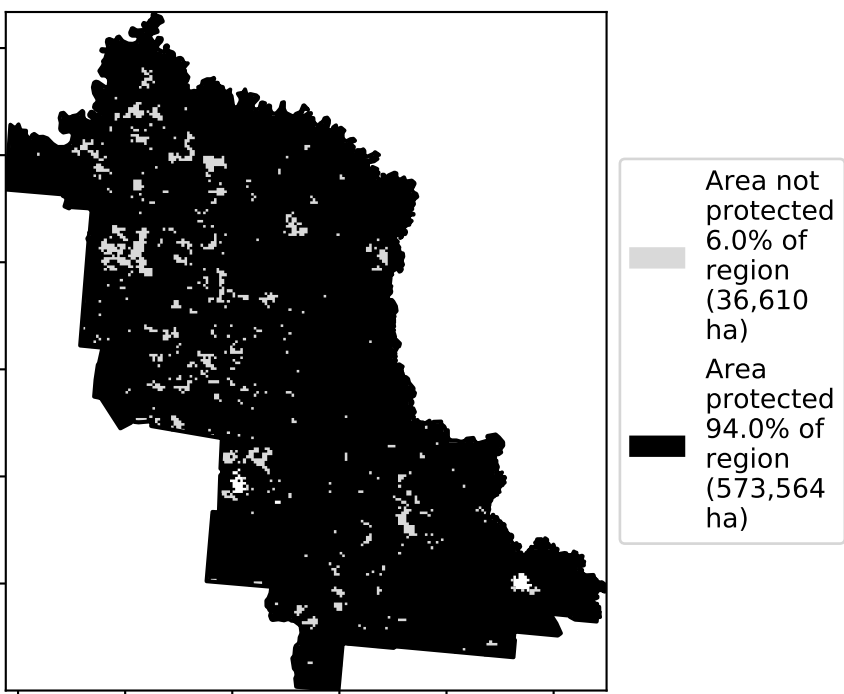 Area not
protected
6.0% of
region
(36,610
ha)
Area
protected
94.0% of
region
(573,564
ha)